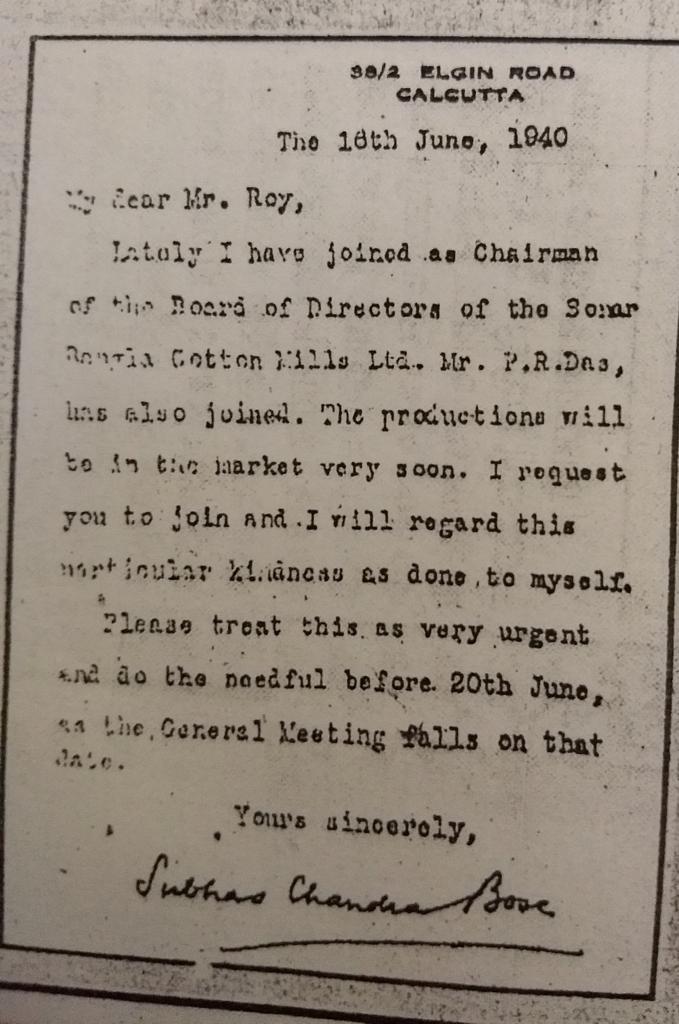 38/2 ELGIN ROAD
CALCUTTA
The 18th June, 1940
My dear Mr. Roy,
Lately I have joined as Chairman
of the Board of Directors of the Sonar
Bangla Cotton Mills Ltd. Mr. P.R.Das,
has also joined. The productions will
be in the market very soon. I request
you to join and I will regard this
particular kindness as done to myself.
Please treat this as very urgent
and do the needful before 20th June,
as the General Meeting falls on that
date.
Yours sincerely,
Subhas Chandra Bose